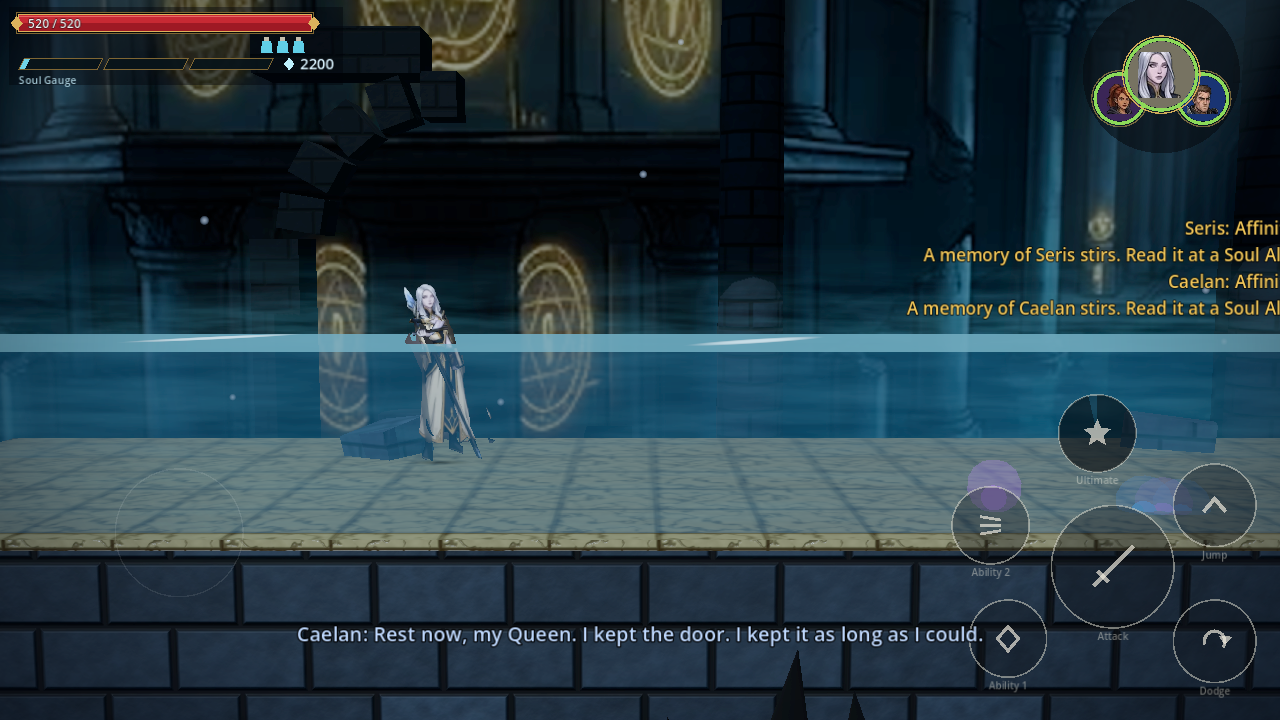 520 / 520
2200
Soul Gauge
Seris: Affini
A memory of Seris stirs. Read it at a Soul Al
Caelan: Affini
A memory of Caelan stirs. Read it at a Soul Al
Ultimate
Jump
Ability 2
Attack
Caelan: Rest now, my Queen. I kept the door. I kept it as long as I could.
Ability 1
Dodge